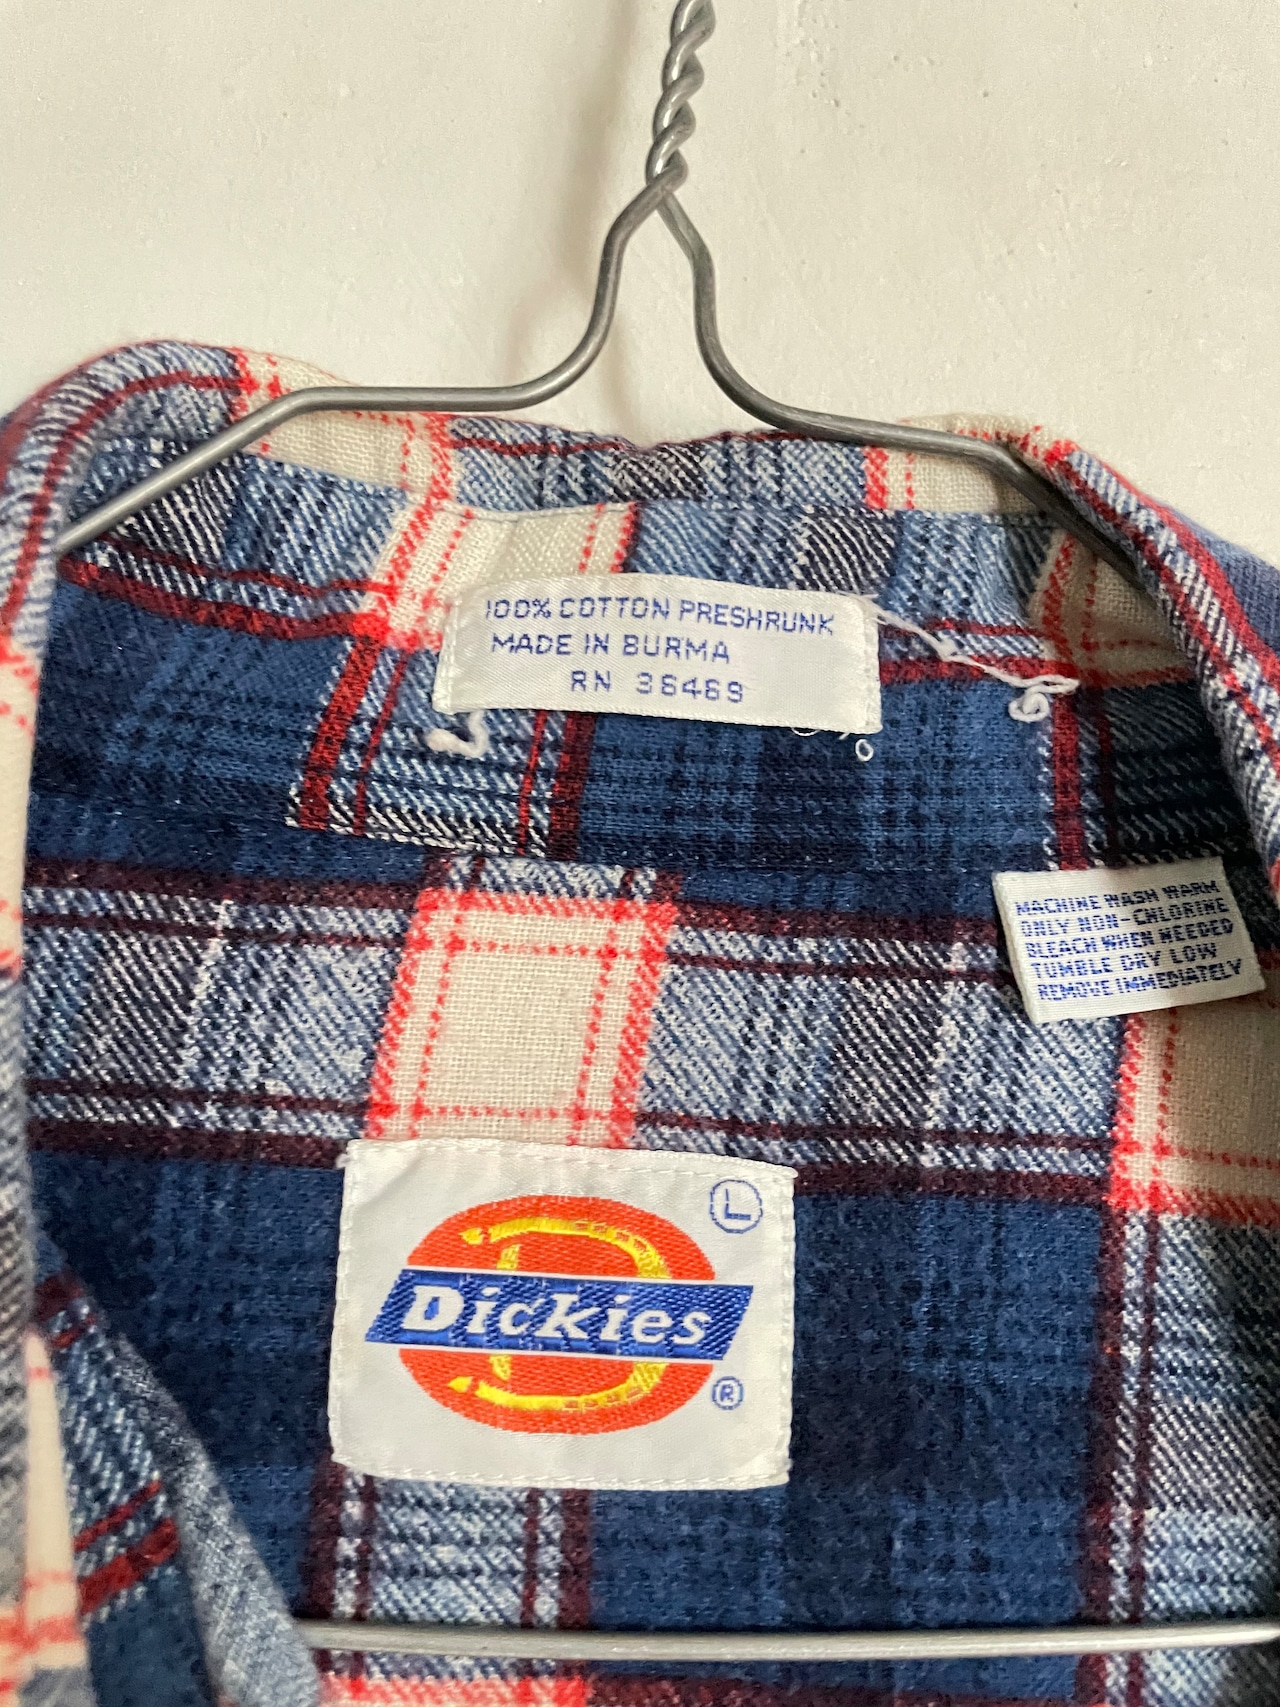 100% COTTON PRESHRUNK
MADE IN BURMA
RN 36469
MACHINE WASH WARM
ONLY NON-CHLORINE
BLEACH WHEN NEEDED
TUMBLE DRY LOW
REMOVE IMMEDIATELY
L
D
Dickies
®